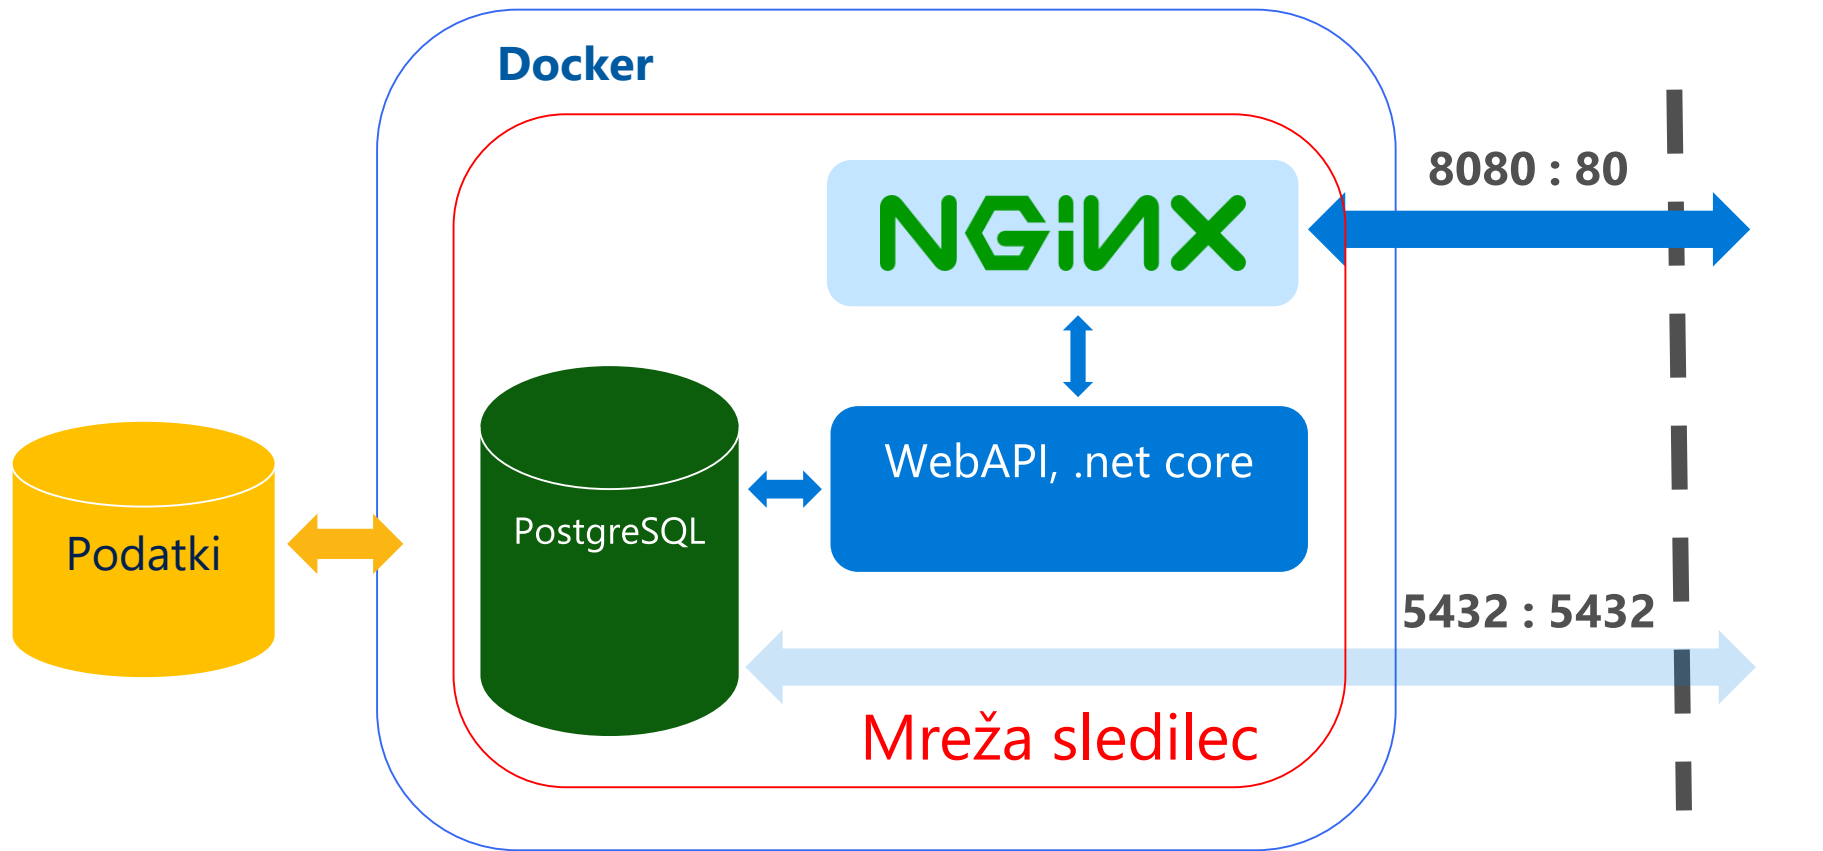 Docker
8080 : 80
NGiNX
WebAPI, .net core
PostgreSQL
Podatki
5432 : 5432
Mreža sledilec